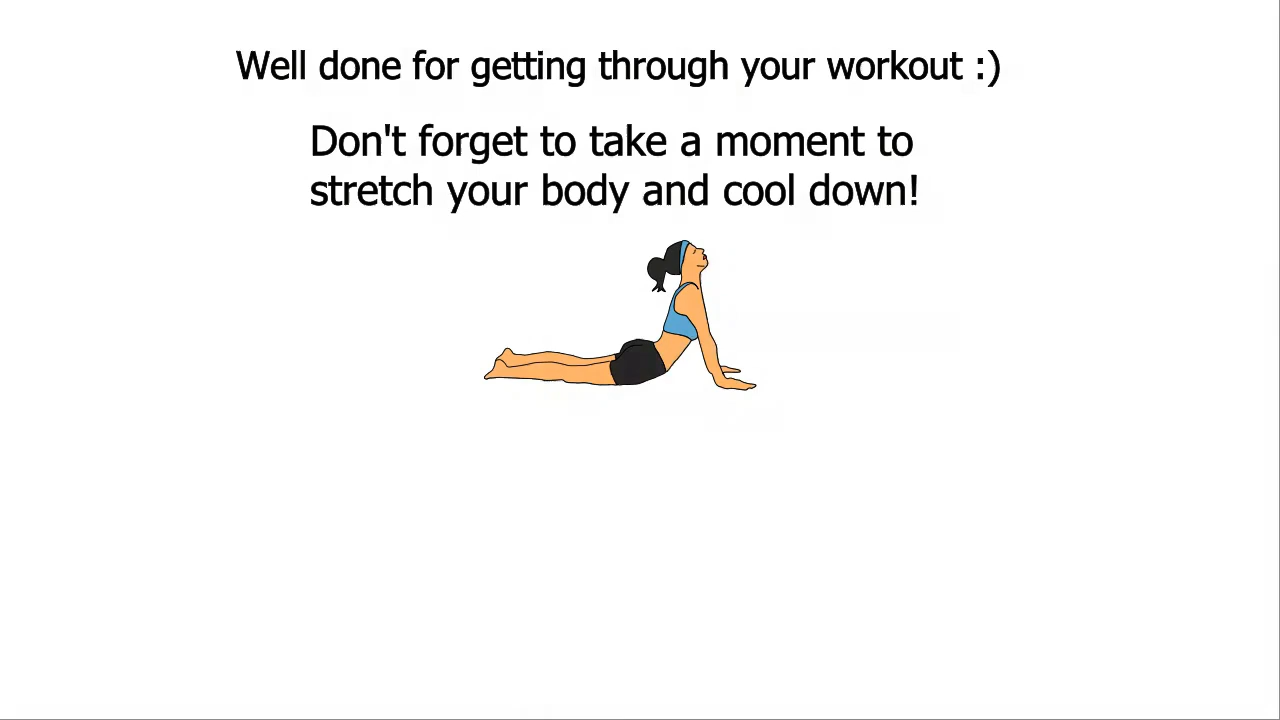 Well done for getting through your workout :)
Don't forget to take a moment to
stretch your body and cool down!